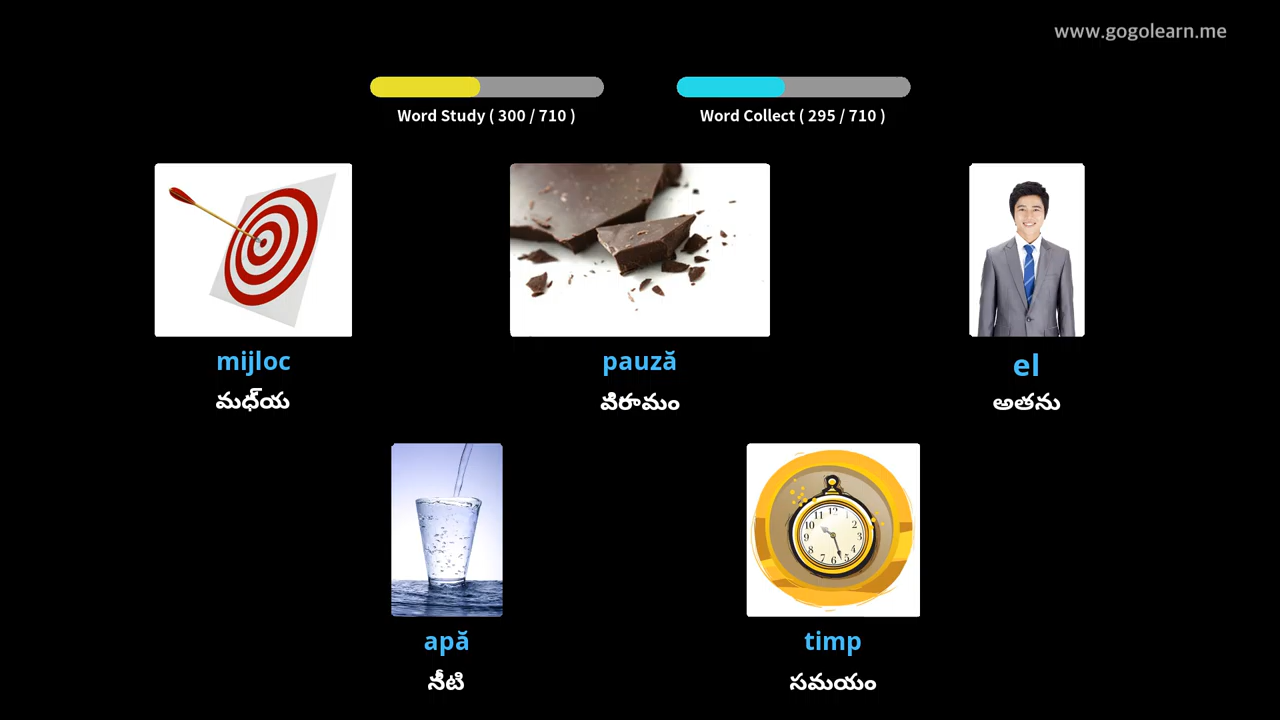 www.gogolearn.me
Word Study ( 300 / 710 )
Word Collect ( 295 / 710 )
mijloc
pauză
el
మధ్య
విరామం
అతను
apă
timp
నీటి
సమయం